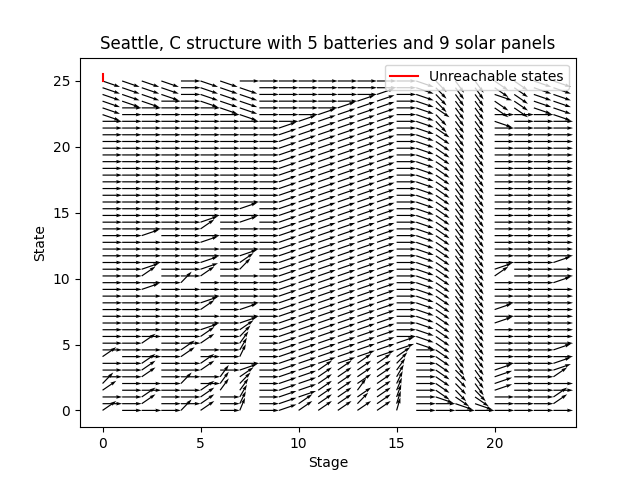 Seattle, C structure with 5 batteries and 9 solar panels
Unreachable states
25
20
15
10
5
0
State
0 5 10 15 20
Stage